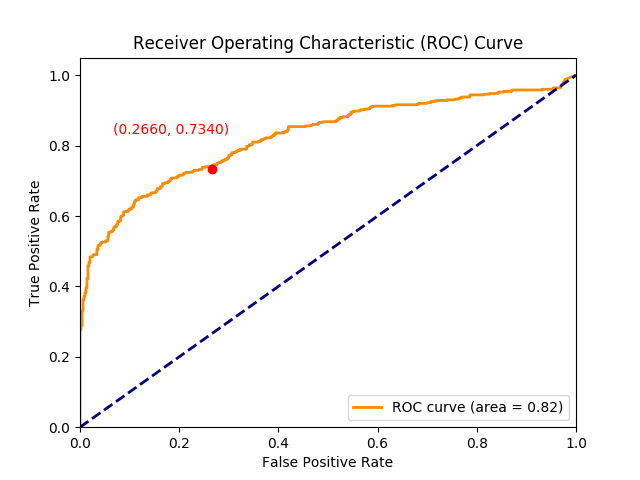 Receiver Operating Characteristic (ROC) Curve
1.0
(0.2660, 0.7340)
0.8
0.6
True Positive Rate
0.4
0.2
ROC curve (area = 0.82)
0.0
0.0 0.2 0.4 0.6 0.8 1.0
False Positive Rate